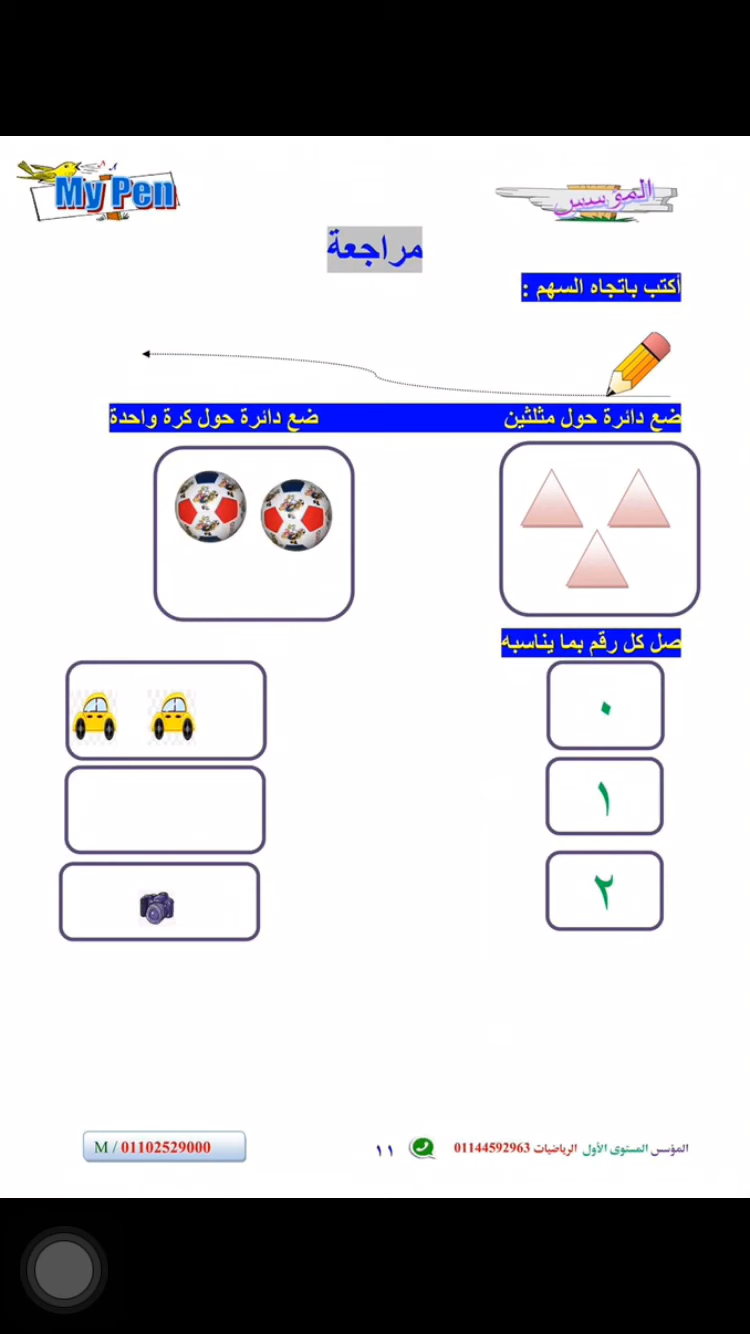 My Pen
المؤسس
مراجعة
أكتب باتجاه السهم :
ضع دائرة حول مثلثين
ضع دائرة حول كرة واحدة
صل كل رقم بما يناسبه
٠
١
٢
المؤسس المستوى الأول الرياضيات 01144592963
١١
M / 01102529000